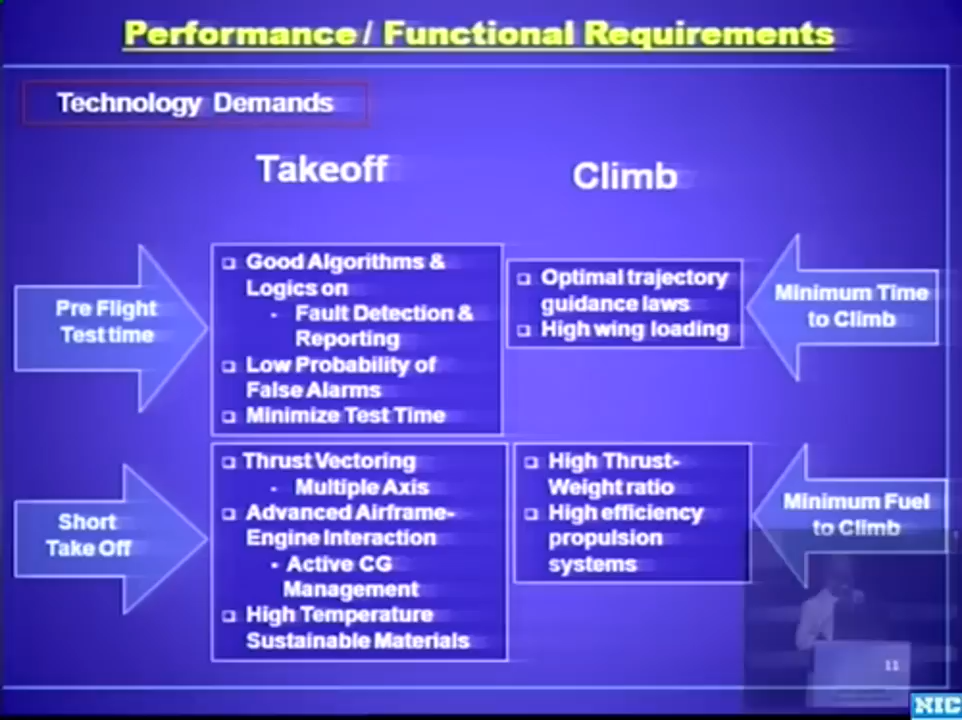 Performance / Functional Requirements
Technology Demands
Takeoff
Climb
Pre Flight
Test time
Good Algorithms &
Logics on
- Fault Detection &
Reporting
Low Probability of
False Alarms
Minimize Test Time
Optimal trajectory
guidance laws
High wing loading
Minimum Time
to Climb
Short
Take Off
Thrust Vectoring
- Multiple Axis
Advanced Airframe-
Engine Interaction
• Active CG
Management
High Temperature
Sustainable Materials
High Thrust-
Weight ratio
High efficiency
propulsion
systems
Minimum Fuel
to Climb
11
NIC